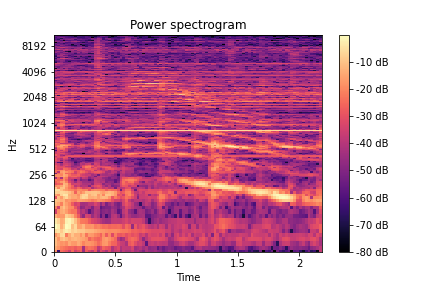 Power spectrogram
8192
4096
2048
1024
512
256
128
64
0
Hz
0
0.5
1
1.5
2
Time
-10 dB
-20 dB
-30 dB
-40 dB
-50 dB
-60 dB
-70 dB
-80 dB